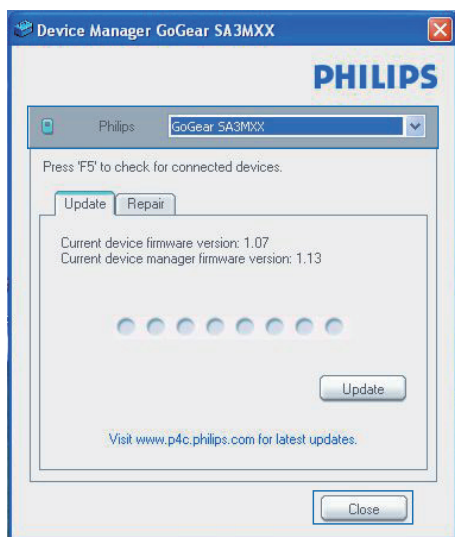 Device Manager GoGear SA3MXX
PHILIPS
Philips GoGear SA3MXX
Press 'F5' to check for connected devices.
Update Repair
Current device firmware version: 1.07
Current device manager firmware version: 1.13
Update
Visit www.p4c.philips.com for latest updates.
Close